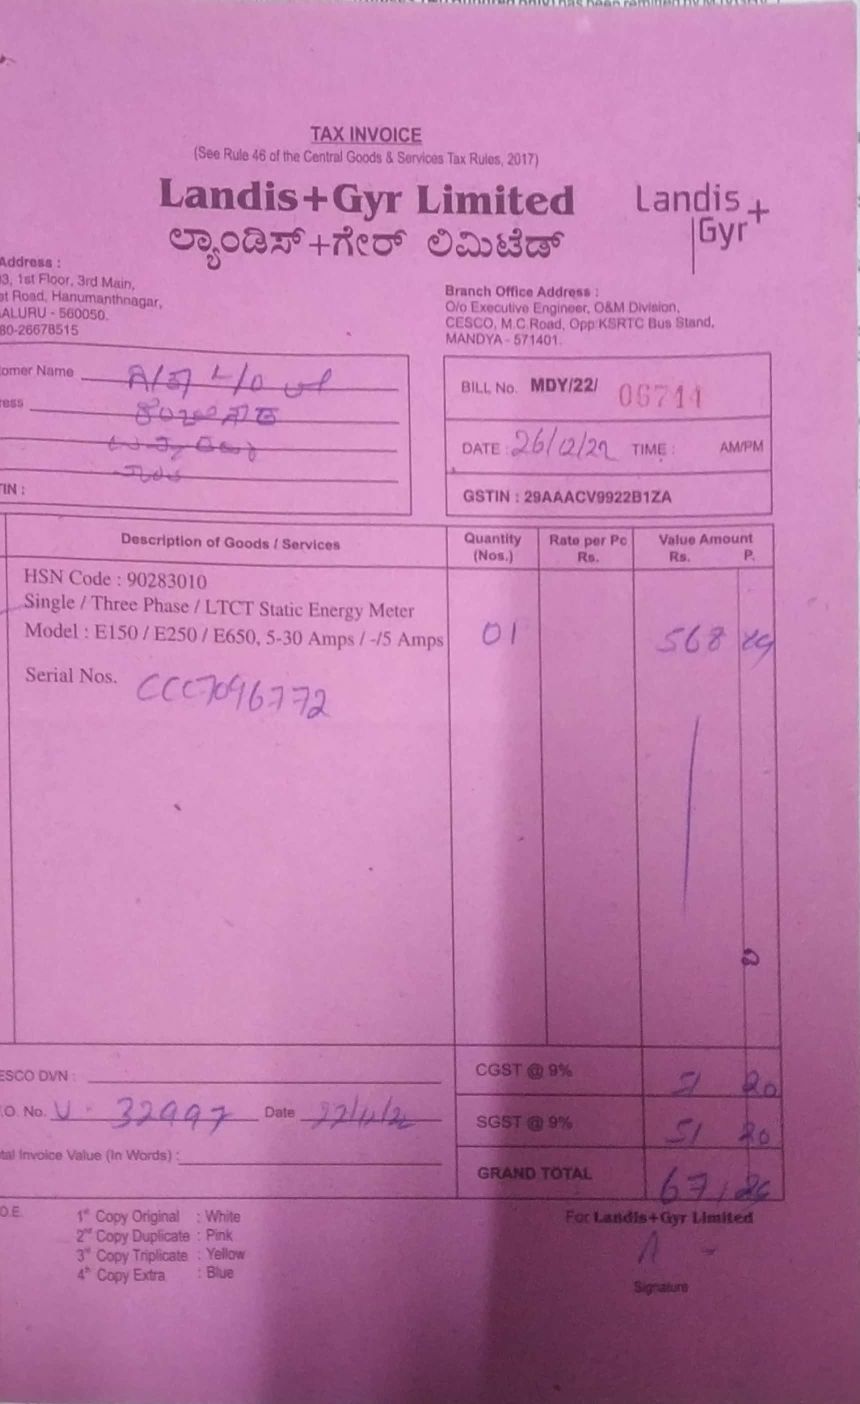 TAX INVOICE
(See Rule 46 of the Central Goods & Services Tax Rules, 2017)
Landis+Gyr Limited
ಲ್ಯಾಂಡಿಸ್+ಗೇರ್ ಲಿಮಿಟೆಡ್
Landis+
Gyr
Address :
3, 1st Floor, 3rd Main,
Road, Hanumanthnagar,
ALURU - 560050.
80-26678515
Branch Office Address :
O/o Executive Engineer, O&M Division,
CESCO, M.C.Road, Opp.KSRTC Bus Stand,
MANDYA - 571401.
omer Name
ress
TIN :
BILL No. MDY/22/ 06711
DATE : 26/12/22 TIME : AM/PM
GSTIN : 29AAACV9922B1ZA
Description of Goods / Services Quantity (Nos.) Rate per Pc Rs. Value Amount Rs. P.
HSN Code : 90283010
Single / Three Phase / LTCT Static Energy Meter
Model : E150 / E250 / E650, 5-30 Amps / -/5 Amps 01 568
Serial Nos. CCC7096772
ESCO DVN :
.O. No. 32997 Date
tal Invoice Value (In Words) :
CGST @ 9% 20
SGST @ 9% 51 20
GRAND TOTAL
O.E.
1st Copy Original : White
2nd Copy Duplicate : Pink
3rd Copy Triplicate : Yellow
4th Copy Extra : Blue
For Landis+Gyr Limited
Signature